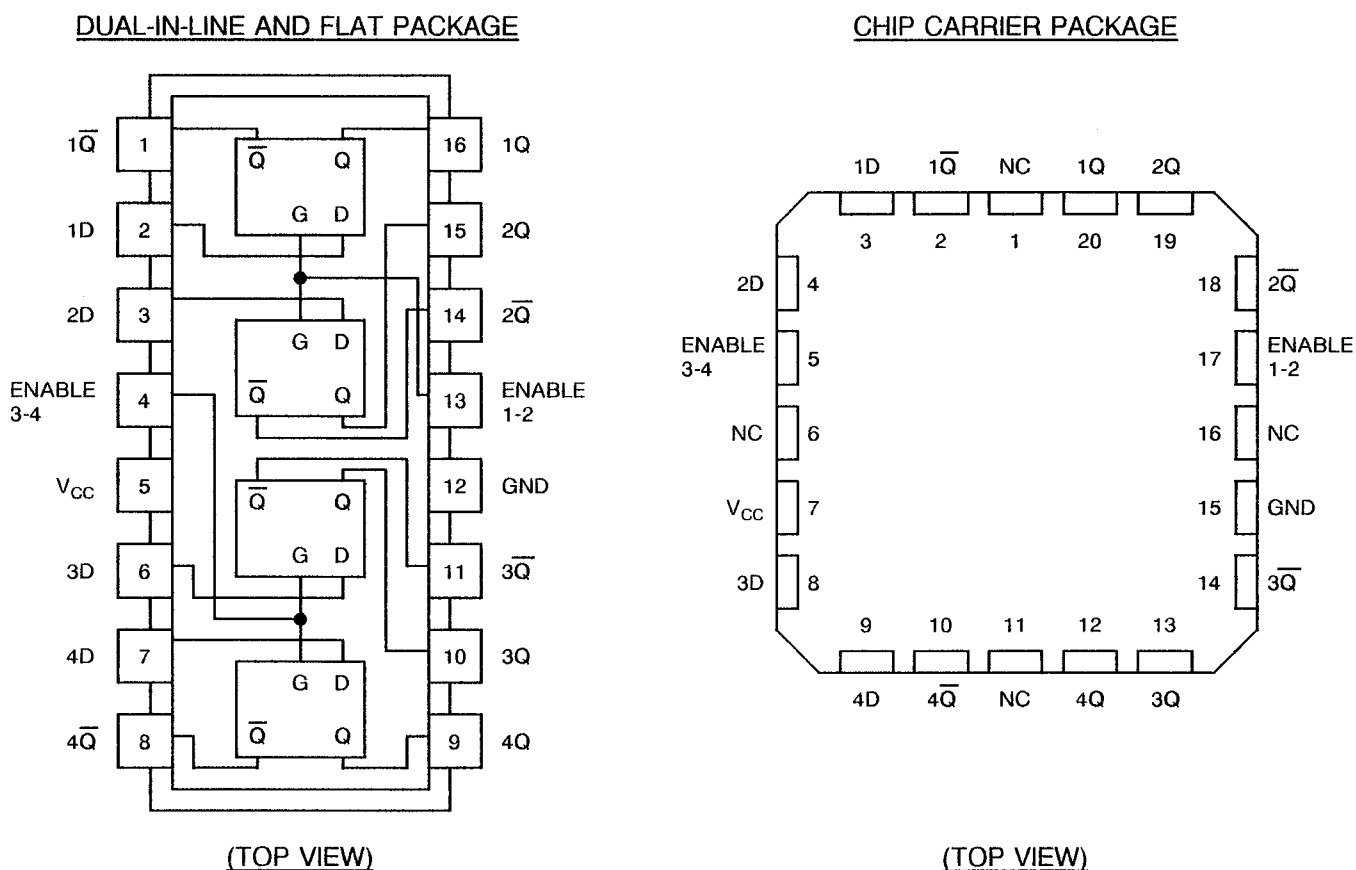 DUAL-IN-LINE AND FLAT PACKAGE
1Q̅ 1 Q̅ Q 16 1Q
1D 2 G D 15 2Q
2D 3 G D 14 2Q̅
ENABLE 3-4 4 Q̅ Q 13 ENABLE 1-2
VCC 5 Q̅ Q 12 GND
3D 6 G D 11 3Q̅
4D 7 G D 10 3Q
4Q̅ 8 Q̅ Q 9 4Q
(TOP VIEW)
CHIP CARRIER PACKAGE
1D 1Q̅ NC 1Q 2Q
3 2 1 20 19
2D 4 18 2Q̅
ENABLE 3-4 5 17 ENABLE 1-2
NC 6 16 NC
VCC 7 15 GND
3D 8 14 3Q̅
9 10 11 12 13
4D 4Q̅ NC 4Q 3Q
(TOP VIEW)